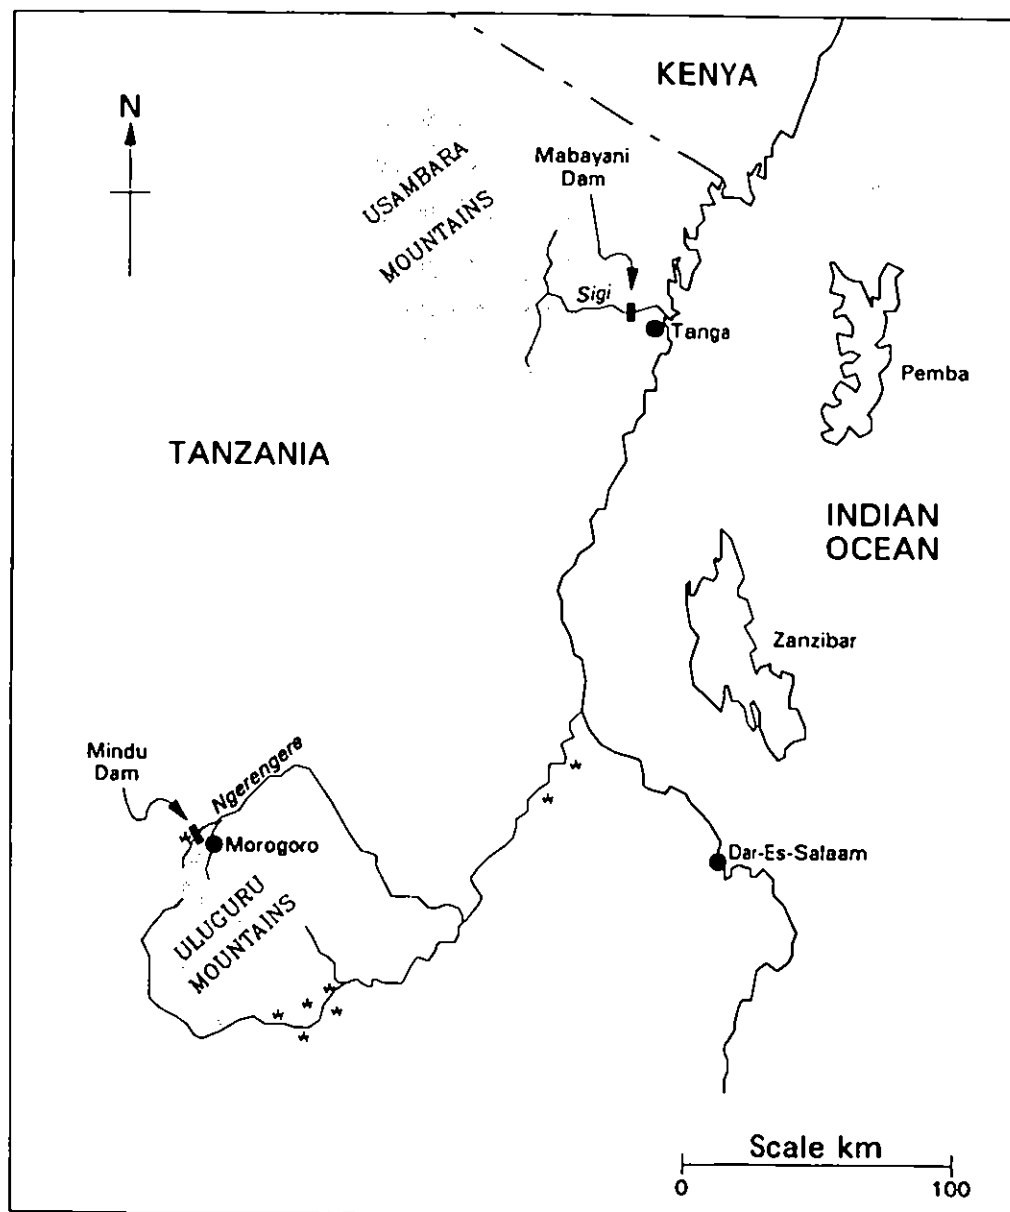 KENYA
N
Mabayani
Dam
USAMBARA
MOUNTAINS
Sigi
Tanga
Pemba
TANZANIA
INDIAN
OCEAN
Zanzibar
Mindu
Dam
Ngerengere
Morogoro
Dar-Es-Salaam
ULUGURU
MOUNTAINS
Scale km
0 100